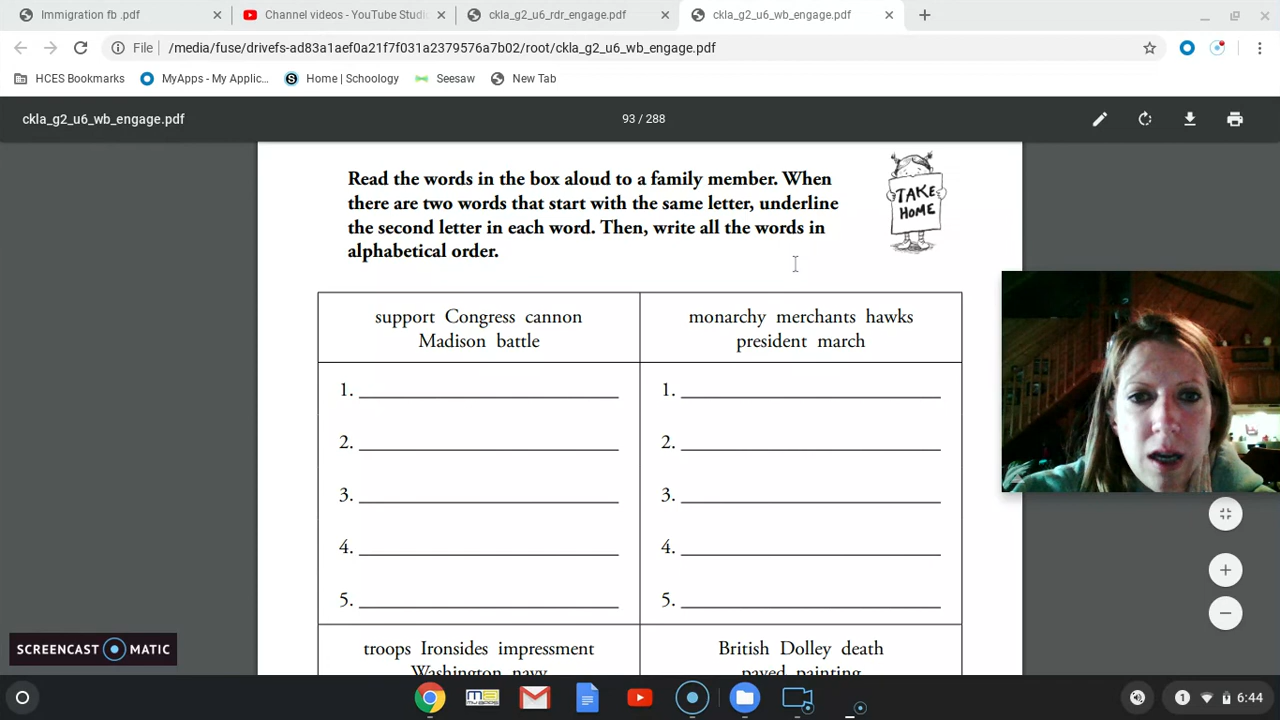 Immigration fb .pdf
Channel videos - YouTube Studi
ckla_g2_u6_rdr_engage.pdf
ckla_g2_u6_wb_engage.pdf
File
/media/fuse/drivefs-ad83a1aef0a21f7f031a2379576a7b02/root/ckla_g2_u6_wb_engage.pdf
HCES Bookmarks
MyApps - My Applic...
S
Home | Schoology
Seesaw
New Tab
ckla_g2_u6_wb_engage.pdf
93 / 288
Read the words in the box aloud to a family member. When
there are two words that start with the same letter, underline
the second letter in each word. Then, write all the words in
alphabetical order.
TAKE
HOME
support Congress cannon
Madison battle
1.
2.
3.
4.
5.
monarchy merchants hawks
president march
1.
2.
3.
4.
5.
troops Ironsides impressment
Washington navy
British Dolley death
paved painting
SCREENCAST MATIC
1
6:44